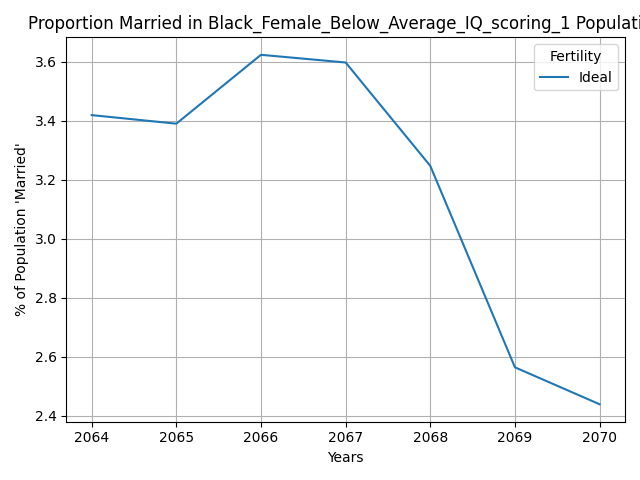 Proportion Married in Black_Female_Below_Average_IQ_scoring_1 Populati
Fertility
Ideal
% of Population 'Married'
3.6
3.4
3.2
3.0
2.8
2.6
2.4
2064 2065 2066 2067 2068 2069 2070
Years